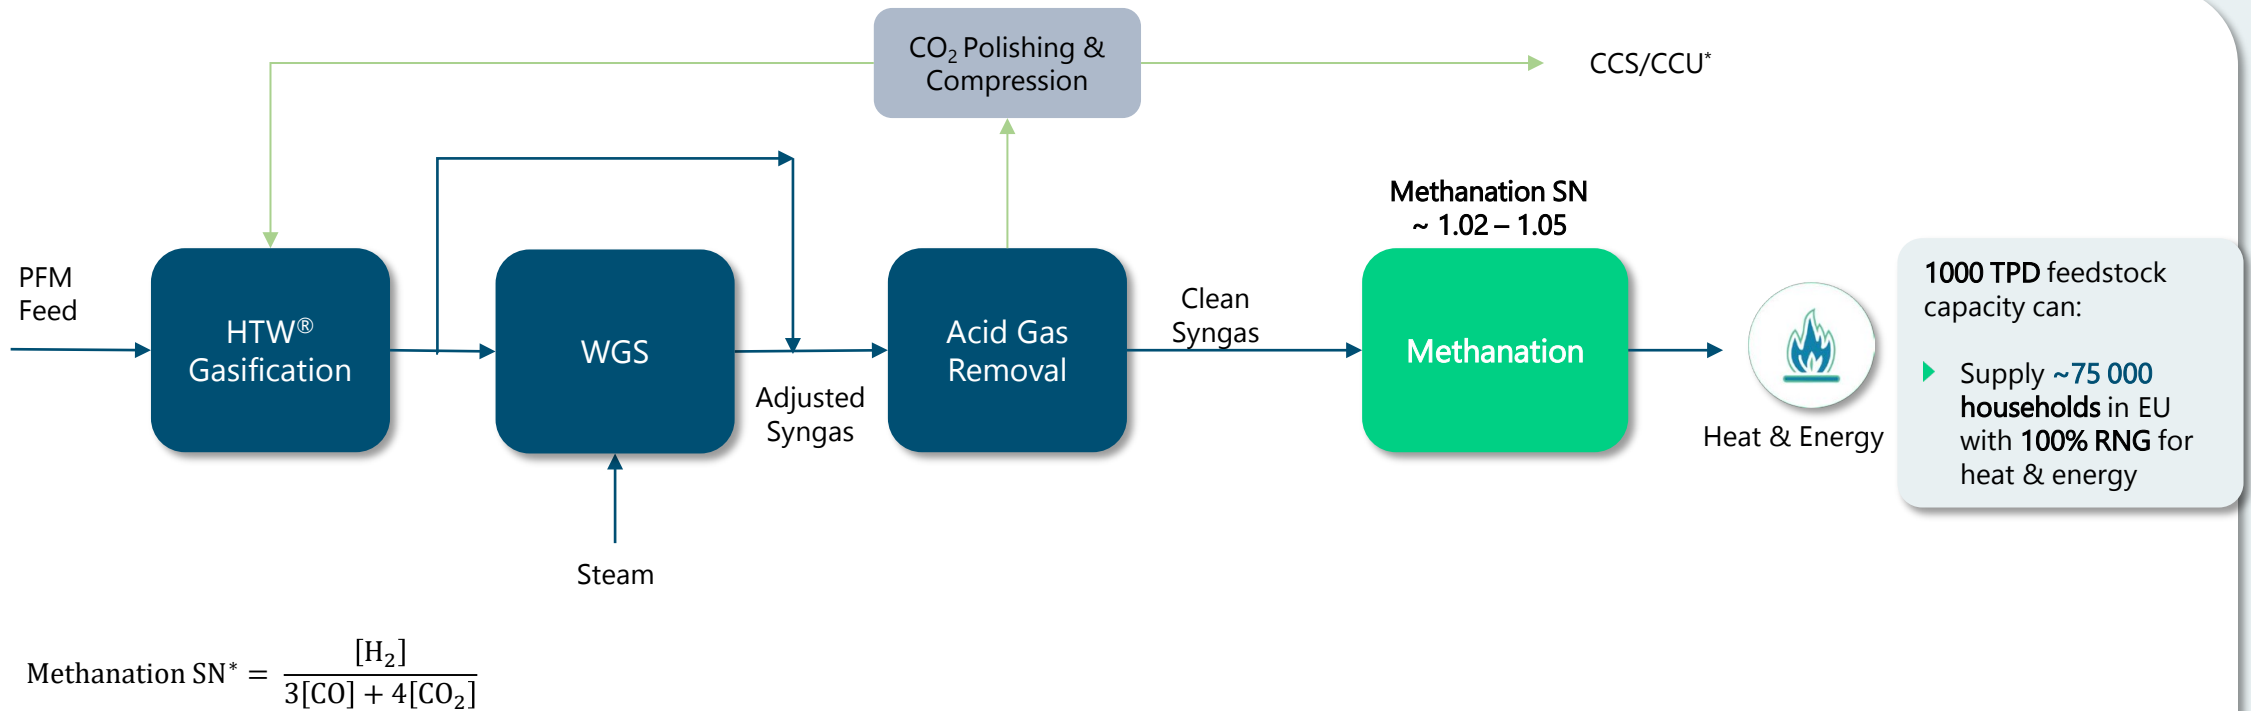 CO₂ Polishing &
Compression
CCS/CCU*
Methanation SN
~ 1.02 – 1.05
PFM
Feed
HTW®
Gasification
WGS
Adjusted
Syngas
Steam
Acid Gas
Removal
Clean
Syngas
Methanation
Heat & Energy
1000 TPD feedstock
capacity can:
Supply ~75 000
households in EU
with 100% RNG for
heat & energy
Methanation SN* = [H₂] / 3[CO] + 4[CO₂]